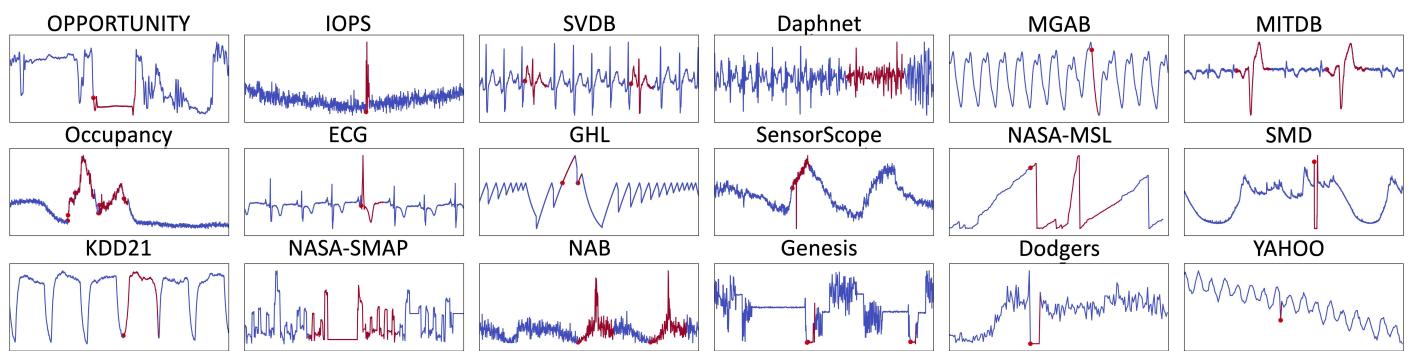 OPPORTUNITY IOPS SVDB Daphnet MGAB MITDB
Occupancy ECG GHL SensorScope NASA-MSL SMD
KDD21 NASA-SMAP NAB Genesis Dodgers YAHOO